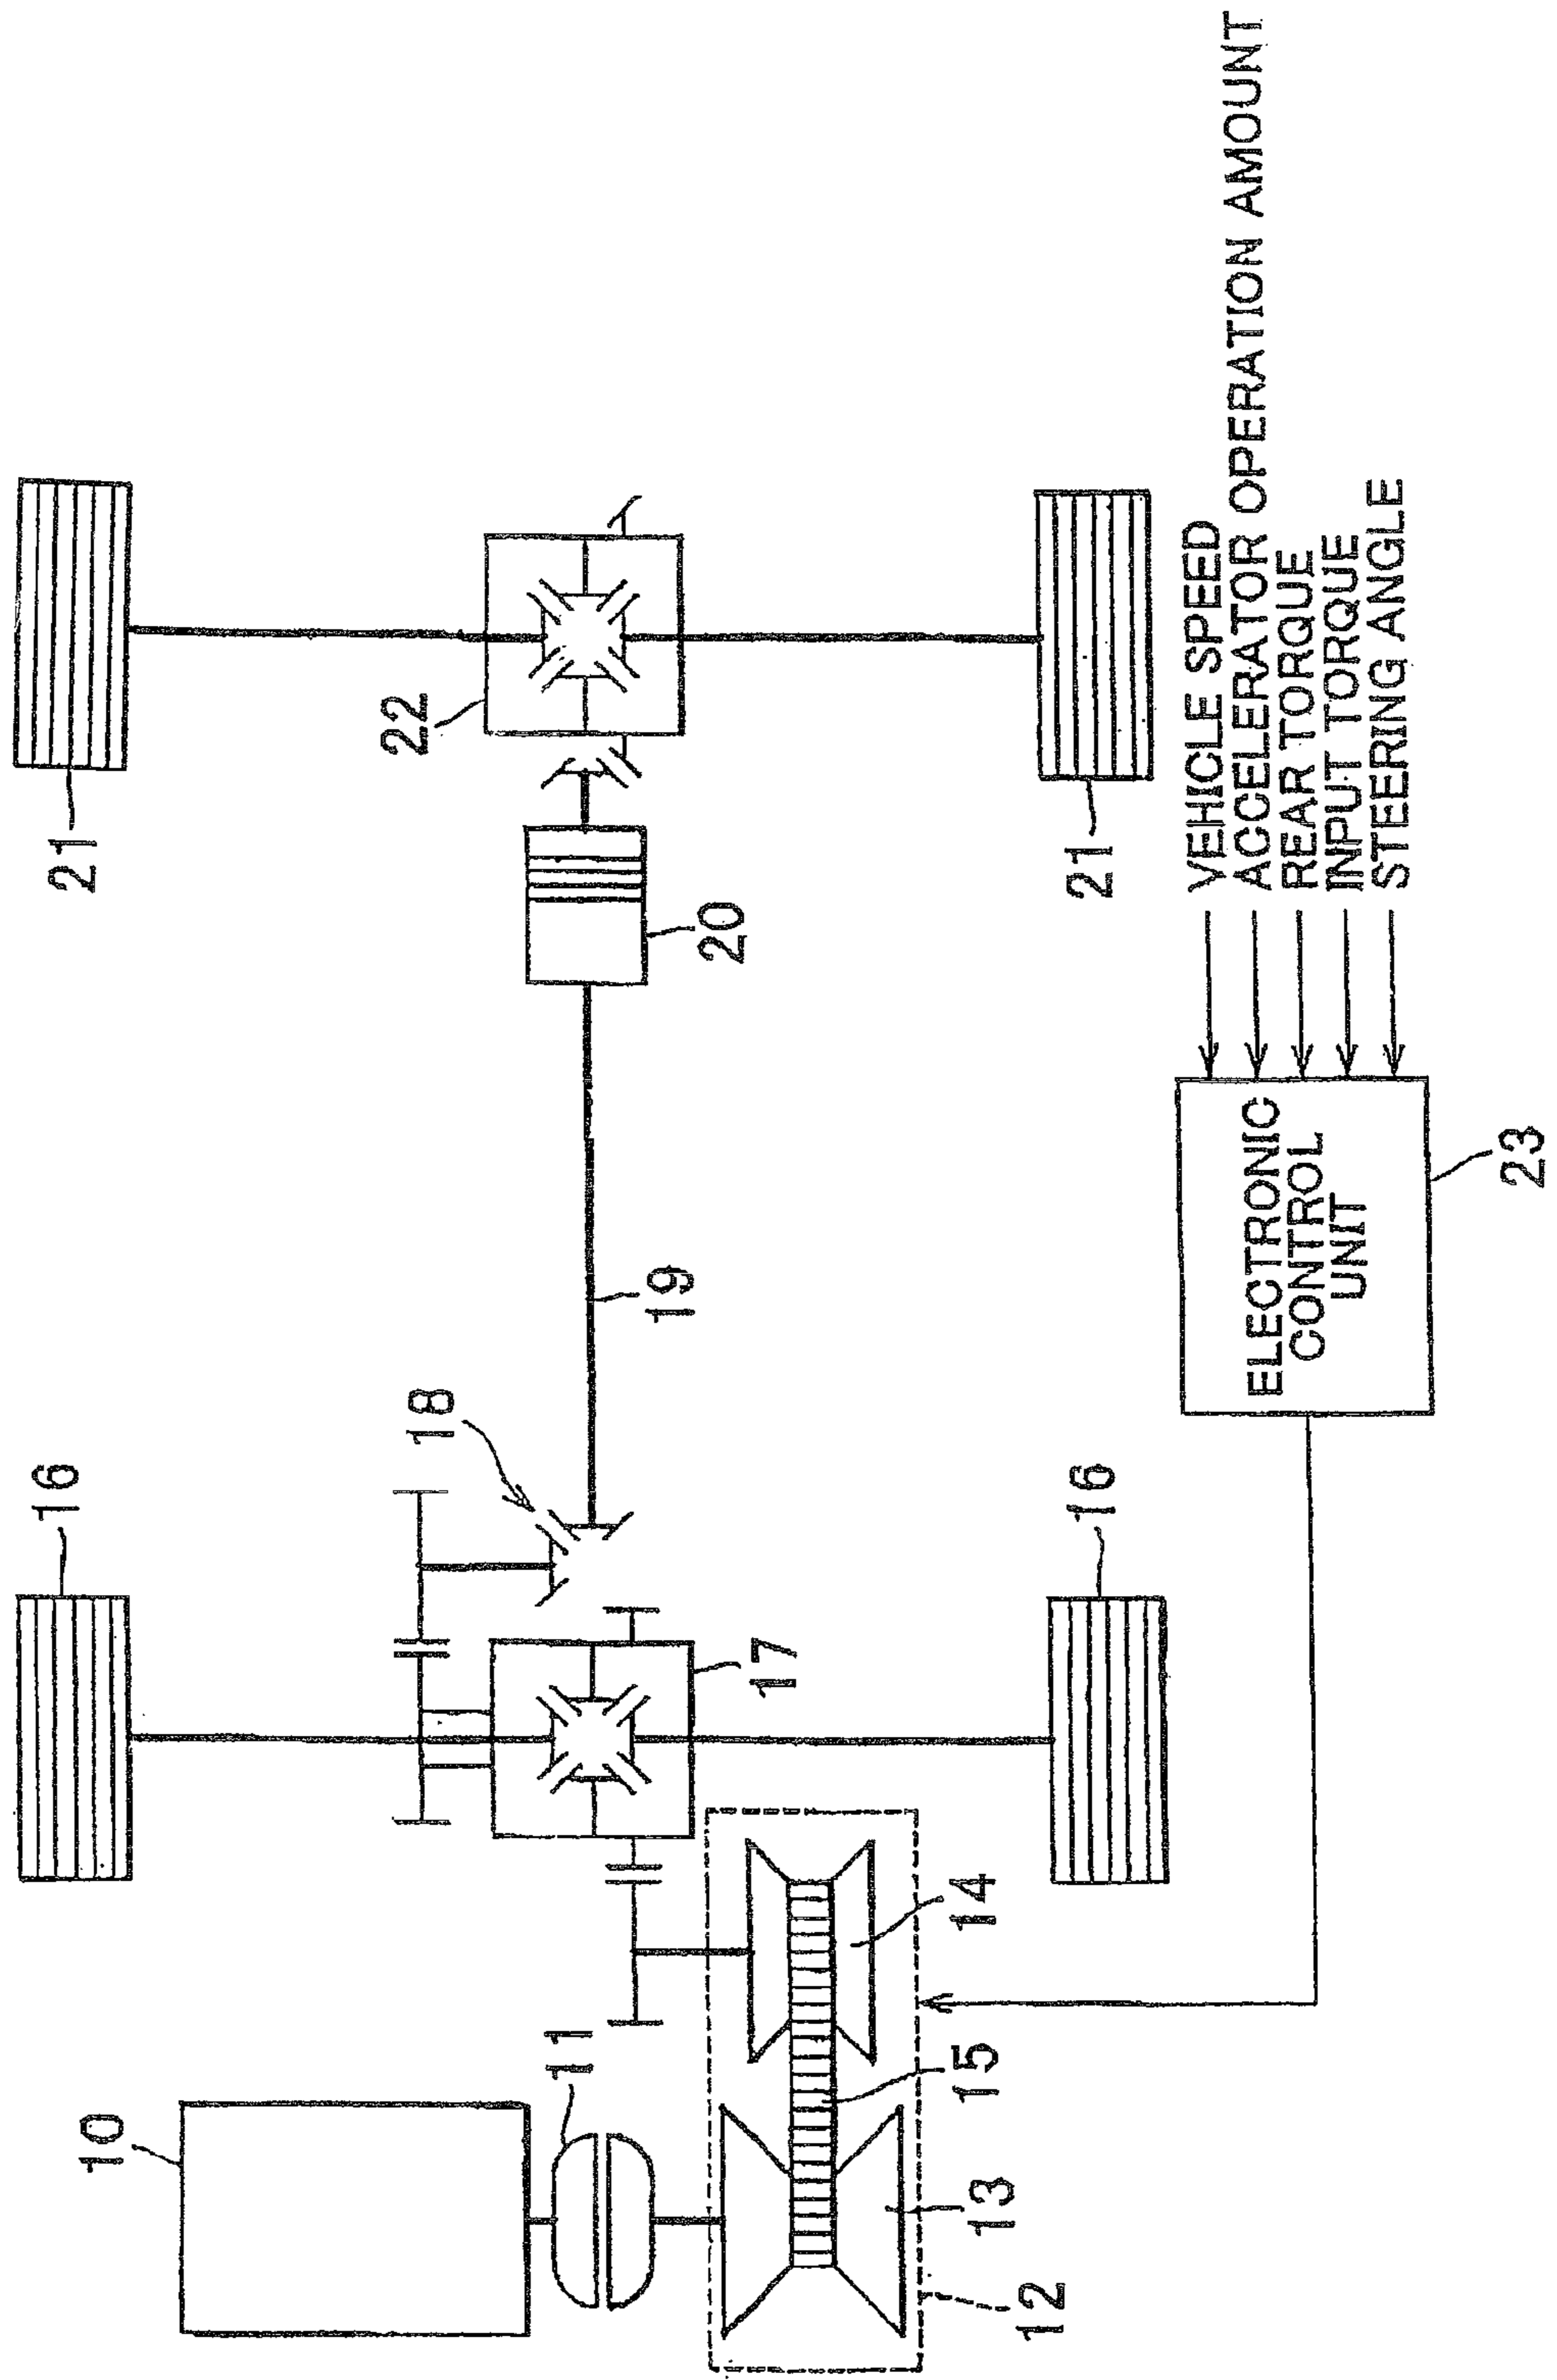 16
18
21
22
19
20
17
10
11
14
15
13
12
16
21
VEHICLE SPEED
ACCELERATOR OPERATION AMOUNT
REAR TORQUE
INPUT TORQUE
STEERING ANGLE
ELECTRONIC
CONTROL
UNIT
23